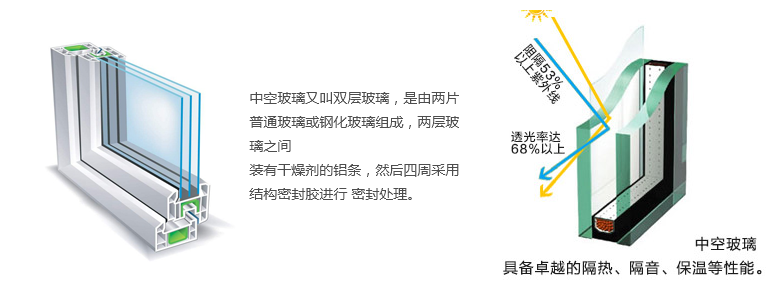 中空玻璃又叫双层玻璃，是由两片
普通玻璃或钢化玻璃组成，两层玻
璃之间
装有干燥剂的铝条，然后四周采用
结构密封胶进行 密封处理。
阻隔53%
以上紫外线
透光率达
68%以上
中空玻璃
具备卓越的隔热、隔音、保温等性能。